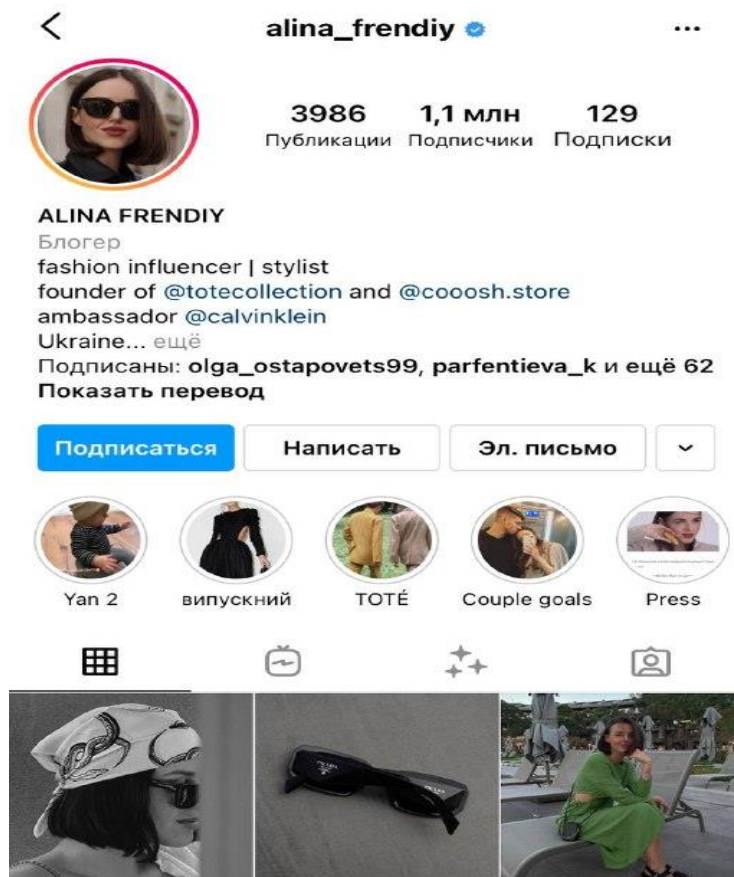 alina_frendiy
3986 1,1 млн 129
Публикации Подписчики Подписки
ALINA FRENDIY
Блогер
fashion influencer | stylist
founder of @totecollection and @cooosh.store
ambassador @calvinklein
Ukraine... ещё
Подписаны: olga_ostapovets99, parfentieva_k и ещё 62
Показать перевод
Подписаться Написать Эл. письмо
Yan 2 випускний TOTÉ Couple goals Press
PRADA